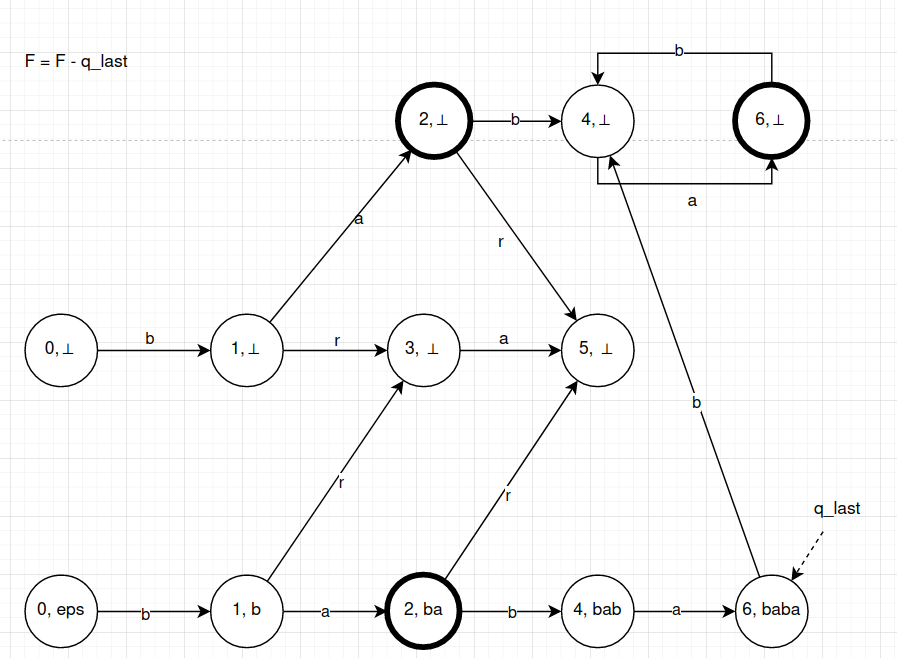 F = F - q_last
b
2, ⊥
b
4, ⊥
6, ⊥
a
a
r
0, ⊥
b
1, ⊥
r
3, ⊥
a
5, ⊥
b
r
r
q_last
0, eps
b
1, b
a
2, ba
b
4, bab
a
6, baba